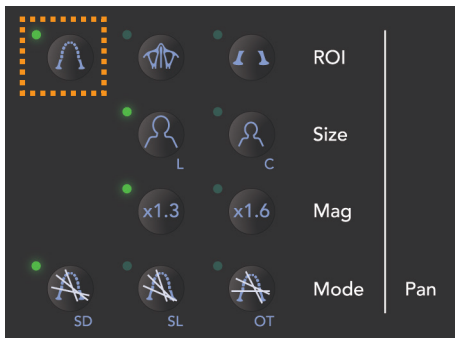 ROI
Size
L C
x1.3 x1.6 Mag
Mode Pan
SD SL OT